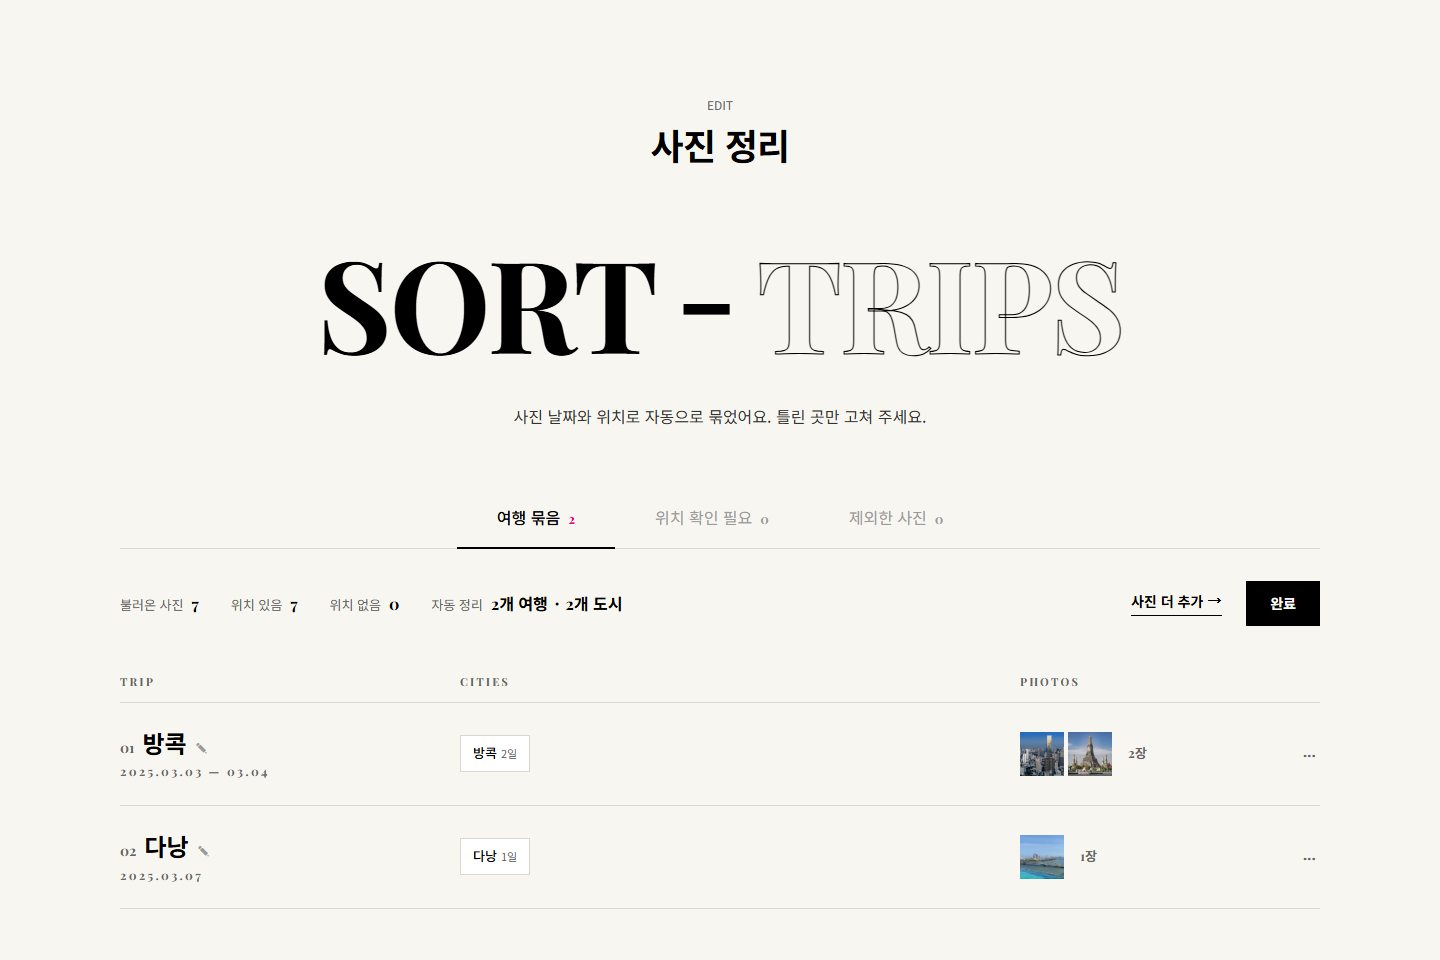 EDIT
사진 정리
SORT - TRIPS
사진 날짜와 위치로 자동으로 묶었어요. 틀린 곳만 고쳐 주세요.
여행 묶음 2 위치 확인 필요 0 제외한 사진 0
불러온 사진 7 위치 있음 7 위치 없음 0 자동 정리 2개 여행 · 2개 도시 사진 더 추가 → 완료
TRIP CITIES PHOTOS
01 방콕
2025.03.03 — 03.04
방콕 2일
2장
...
02 다낭
2025.03.07
다낭 1일
1장
...